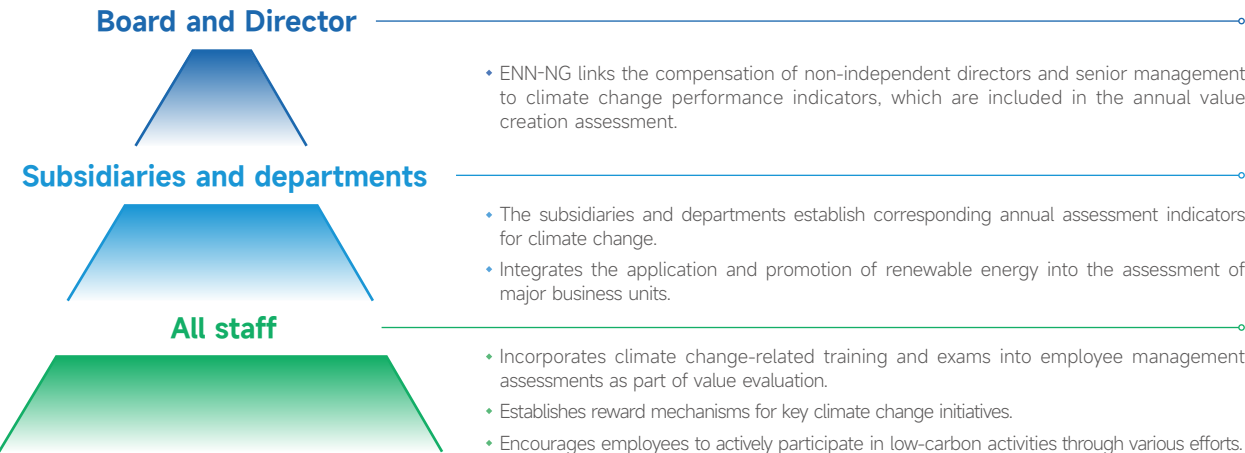 Board and Director
ENN-NG links the compensation of non-independent directors and senior management
to climate change performance indicators, which are included in the annual value
creation assessment.
Subsidiaries and departments
The subsidiaries and departments establish corresponding annual assessment indicators
for climate change.
Integrates the application and promotion of renewable energy into the assessment of
major business units.
All staff
Incorporates climate change-related training and exams into employee management
assessments as part of value evaluation.
Establishes reward mechanisms for key climate change initiatives.
Encourages employees to actively participate in low-carbon activities through various efforts.